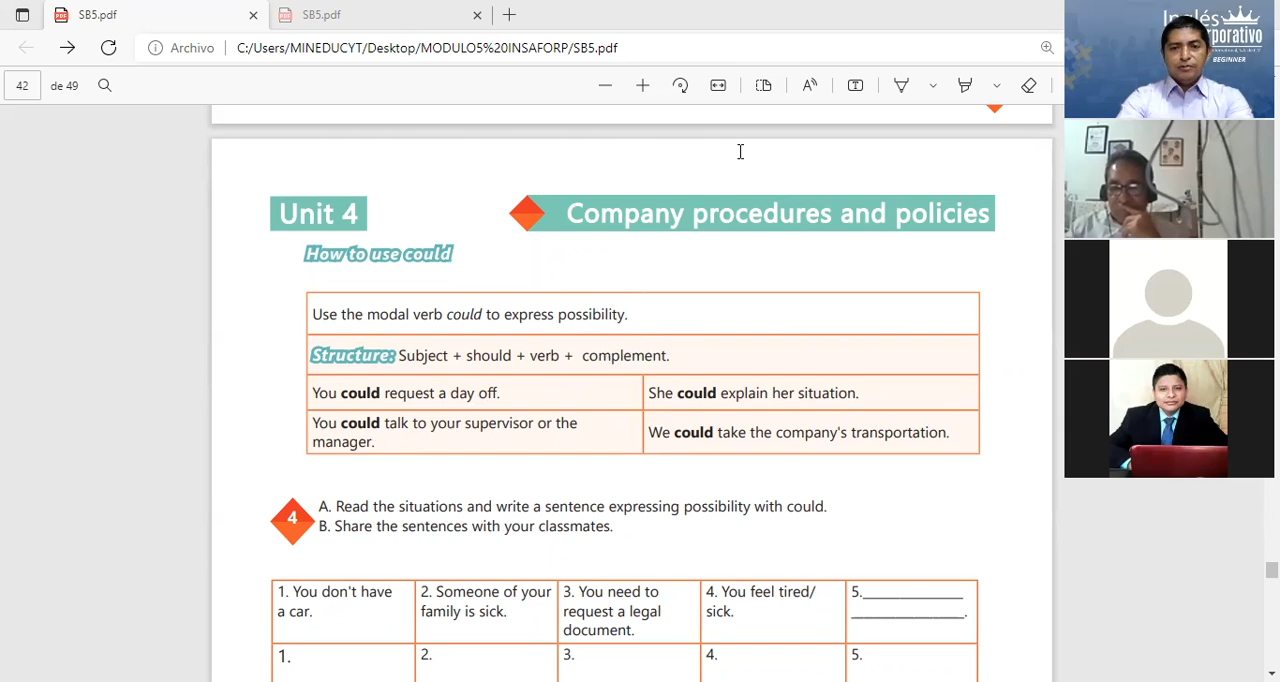 SB5.pdf
SB5.pdf
Archivo
C:/Users/MINEDUCYT/Desktop/MODULO5%20INSAFORP/SB5.pdf
42
de 49
Inglés
BEGINNER
Unit 4
Company procedures and policies
How to use could
Use the modal verb could to express possibility.
Structure: Subject + should + verb + complement.
You could request a day off.
She could explain her situation.
You could talk to your supervisor or the
manager.
We could take the company's transportation.
4
A. Read the situations and write a sentence expressing possibility with could.
B. Share the sentences with your classmates.
1. You don't have
a car.
2. Someone of your
family is sick.
3. You need to
request a legal
document.
4. You feel tired/
sick.
5.______________
________________.
1.
2.
3.
4.
5.